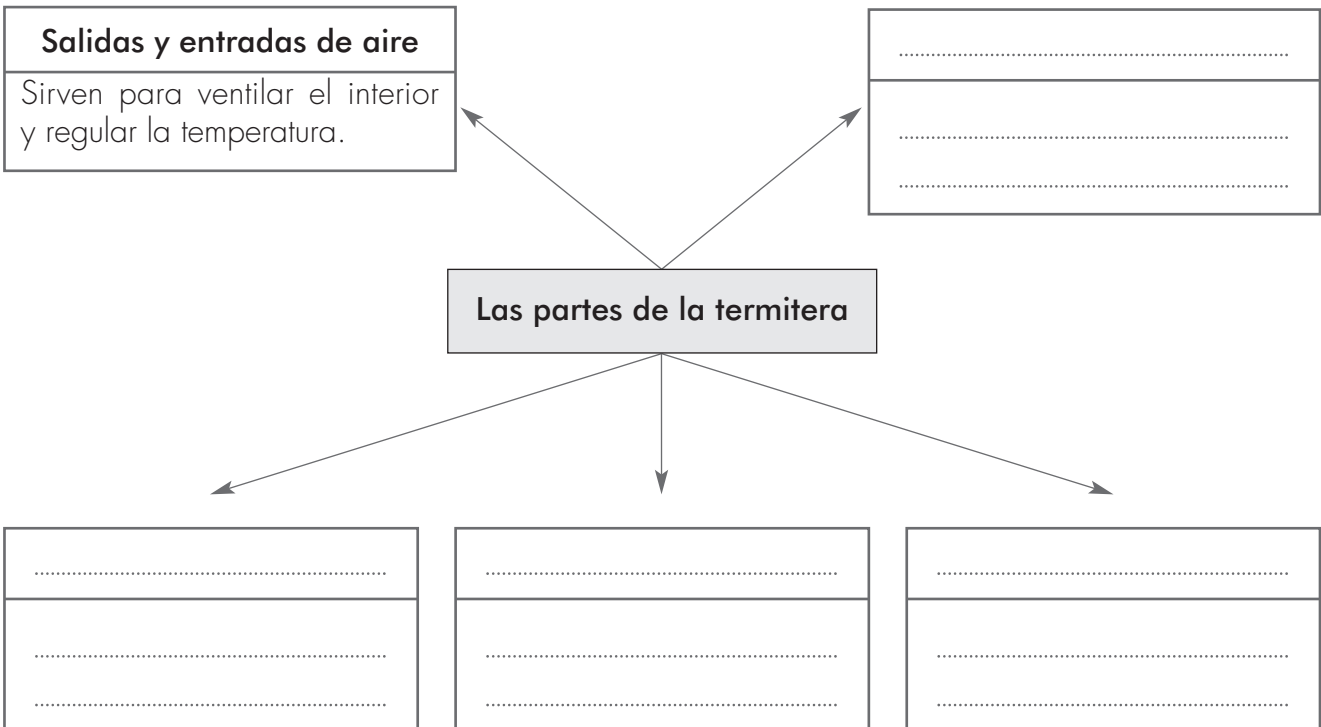 Salidas y entradas de aire
Sirven para ventilar el interior
y regular la temperatura.
Las partes de la termitera